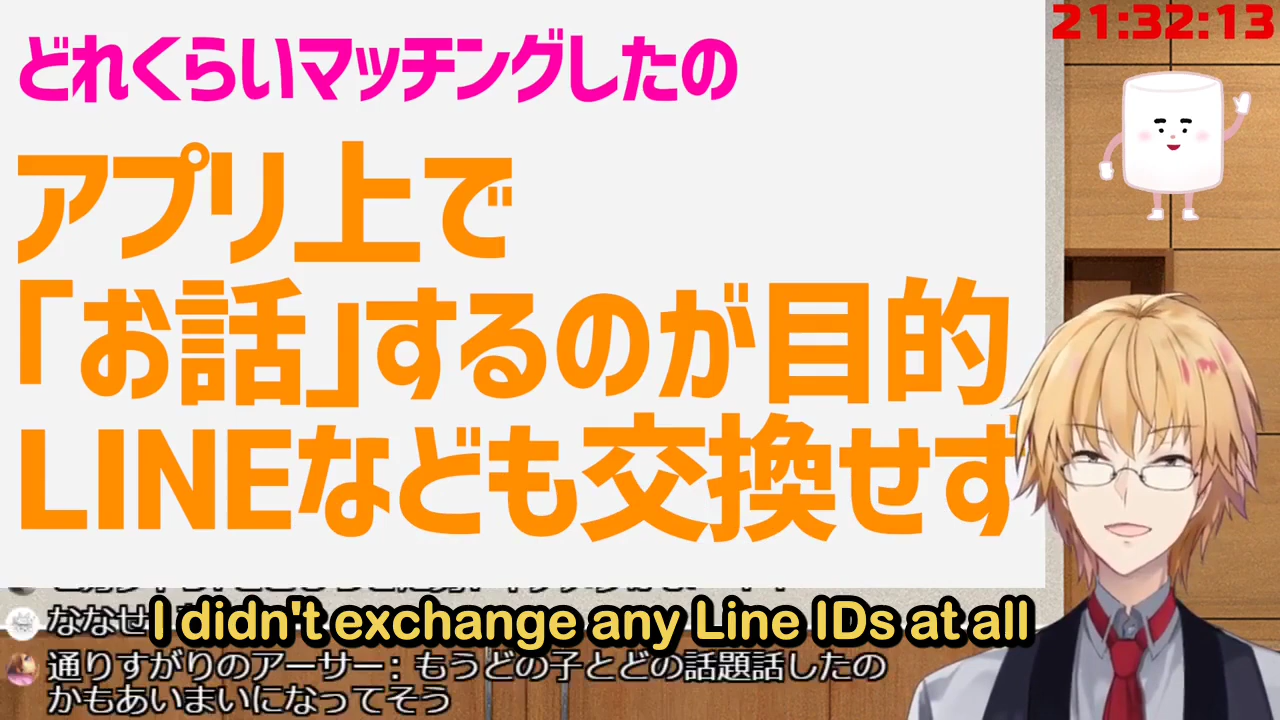 21:32:13
どれくらいマッチングしたの
アプリ上で
「お話」するのが目的
LINEなども交換せず
ななせ
I didn't exchange any Line IDs at all
通りすがりのアーサー：もうどの子とどの話題話したの
かもあいまいになってそう